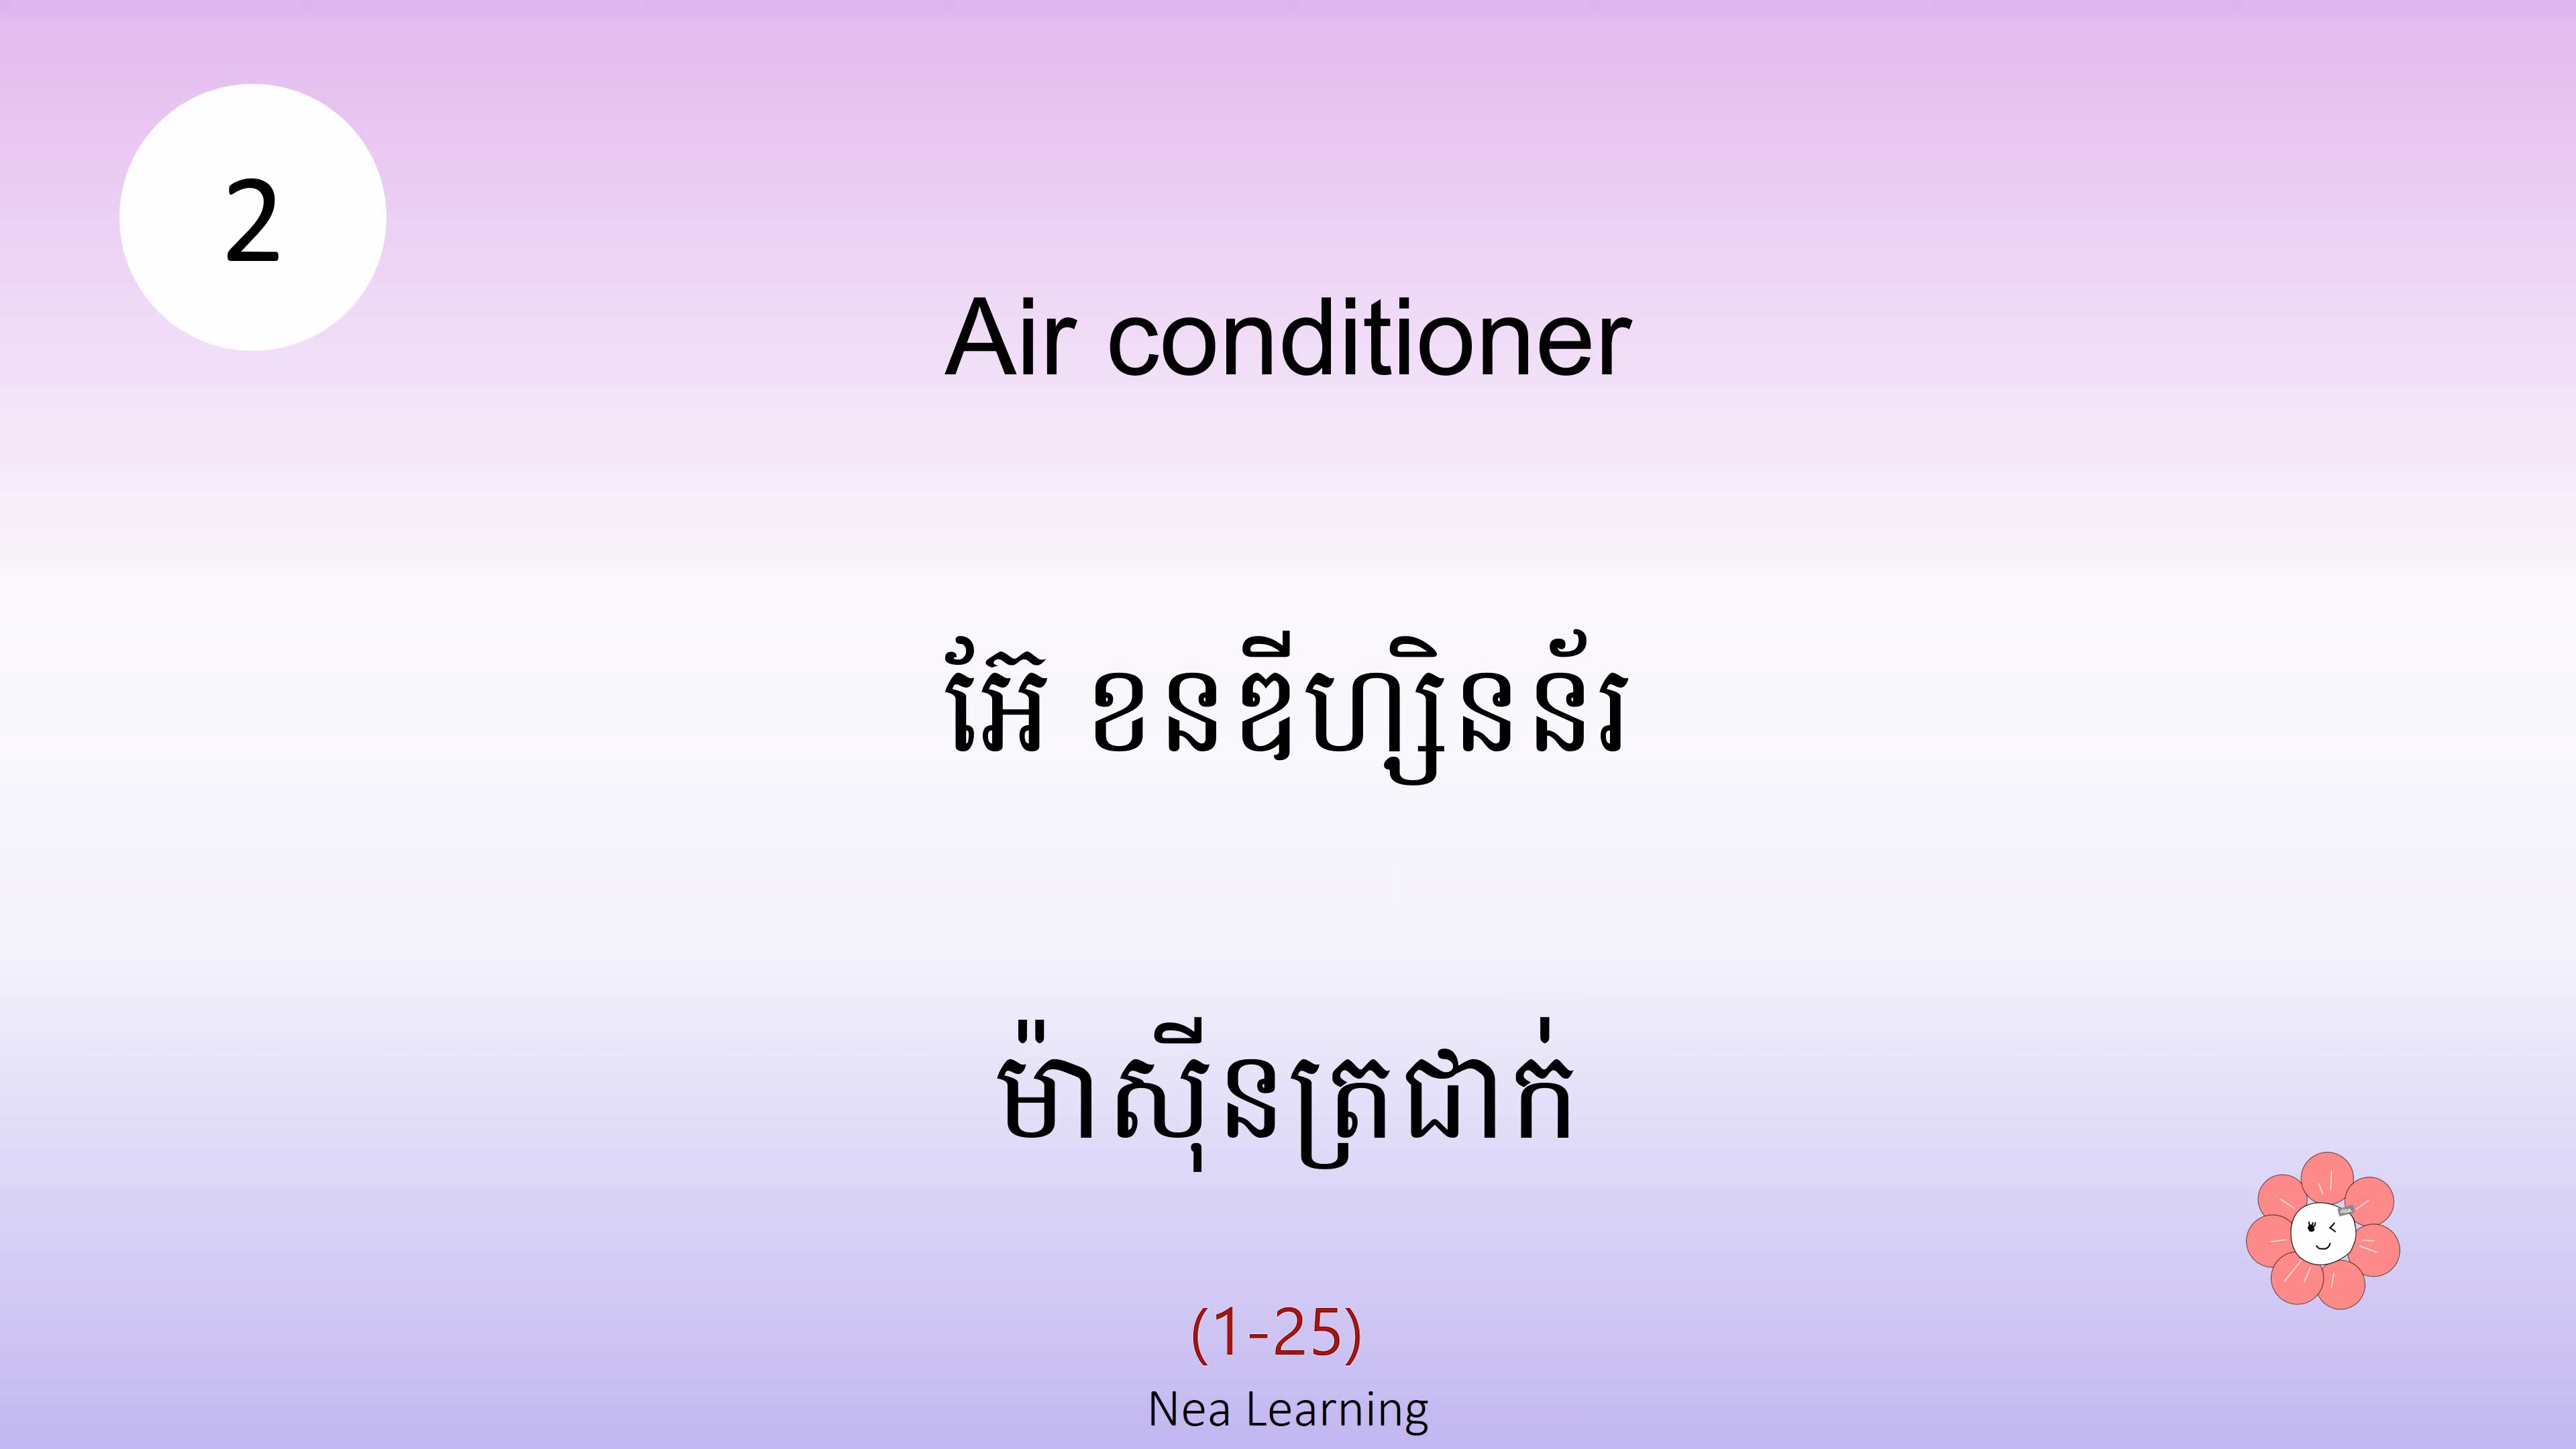 2
Air conditioner
អ៊ែរ ខនឌីហ្សិនន័រ
ម៉ាស៊ីនត្រជាក់
(1-25)
Nea Learning